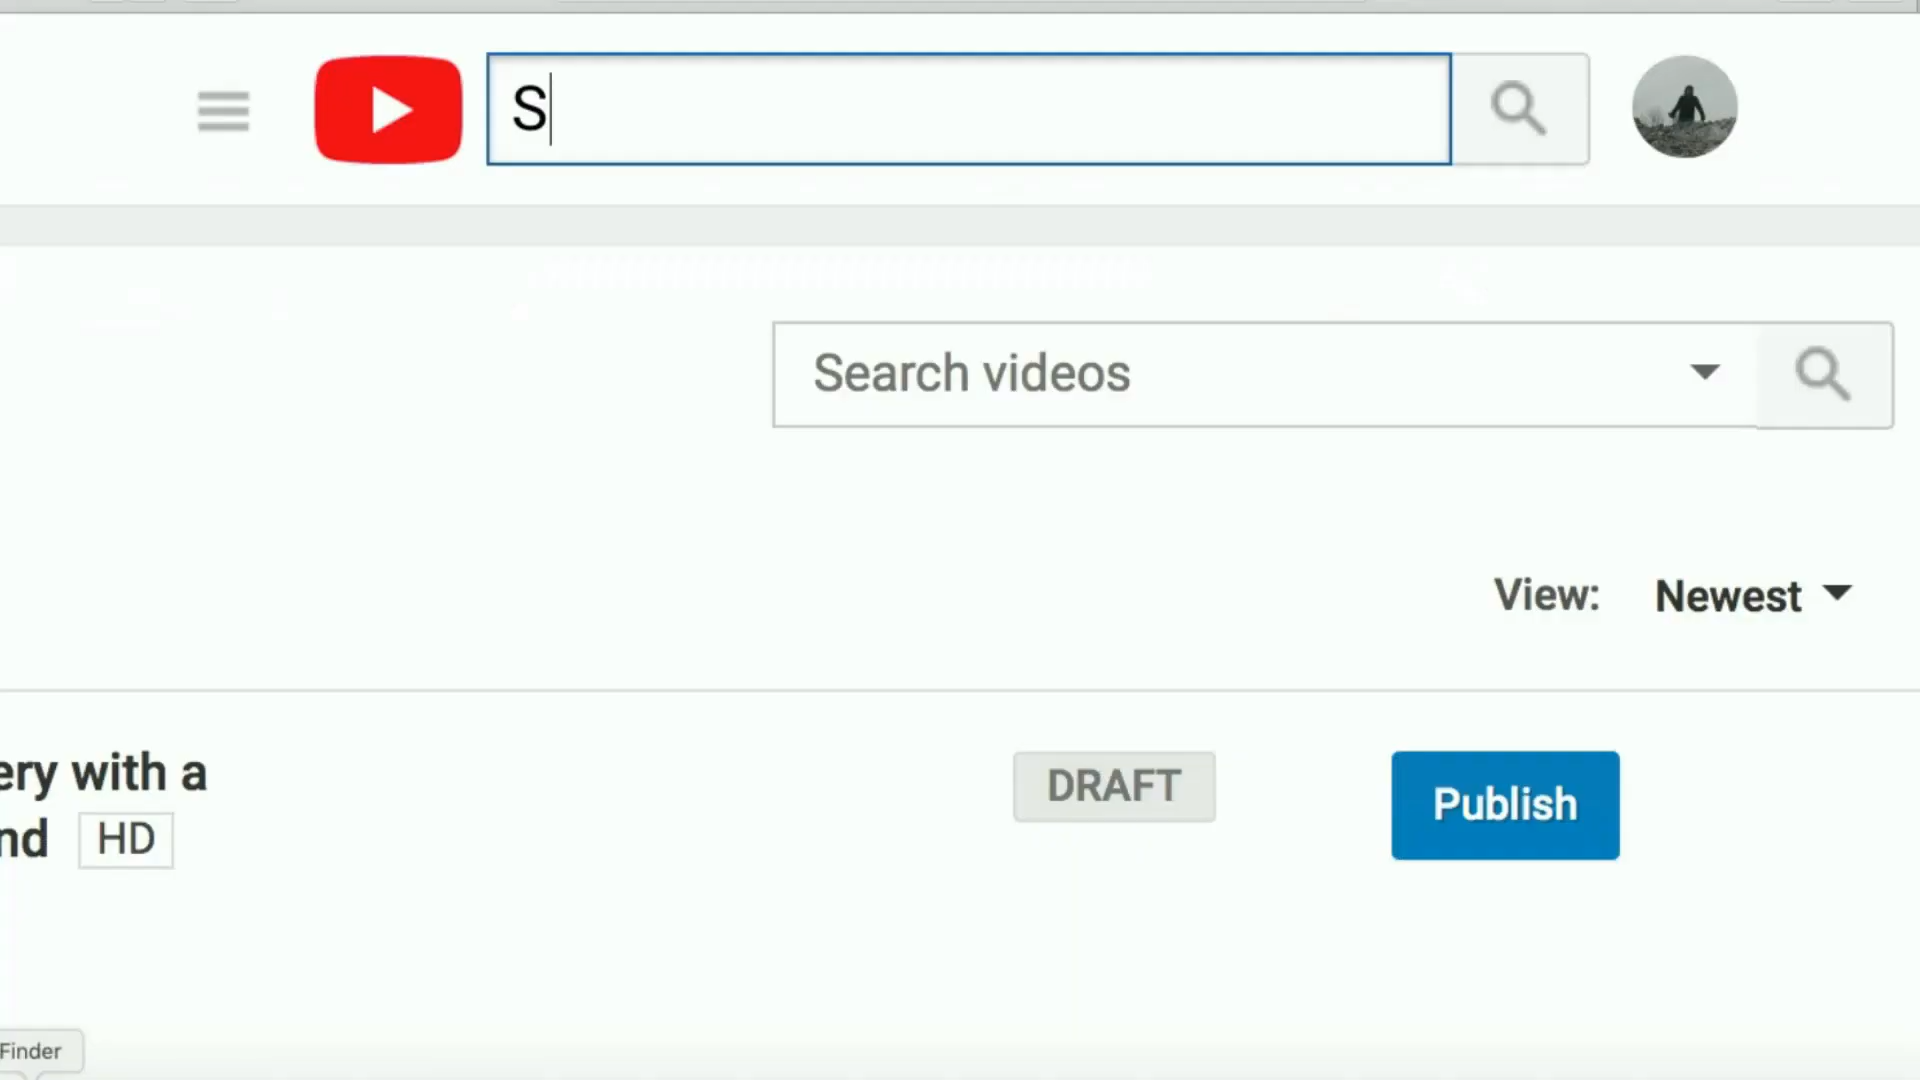 S
Search videos
View: Newest
ery with a
nd HD
DRAFT
Publish
Finder